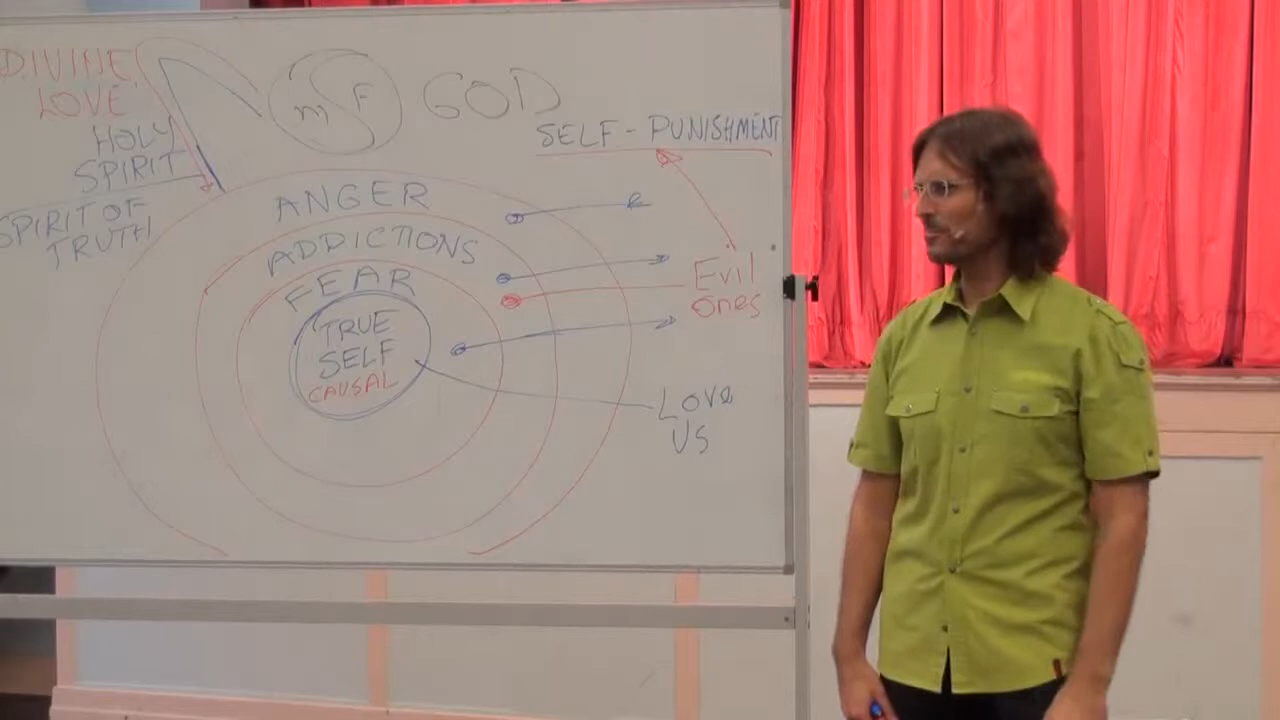 DIVINE
LOVE
HOLY
SPIRIT
SPIRIT OF
TRUTH
m F
GOD
SELF - PUNISHMENT
ANGER
ADDICTIONS
FEAR
TRUE
SELF
CAUSAL
Evil
ones
LOVE
US